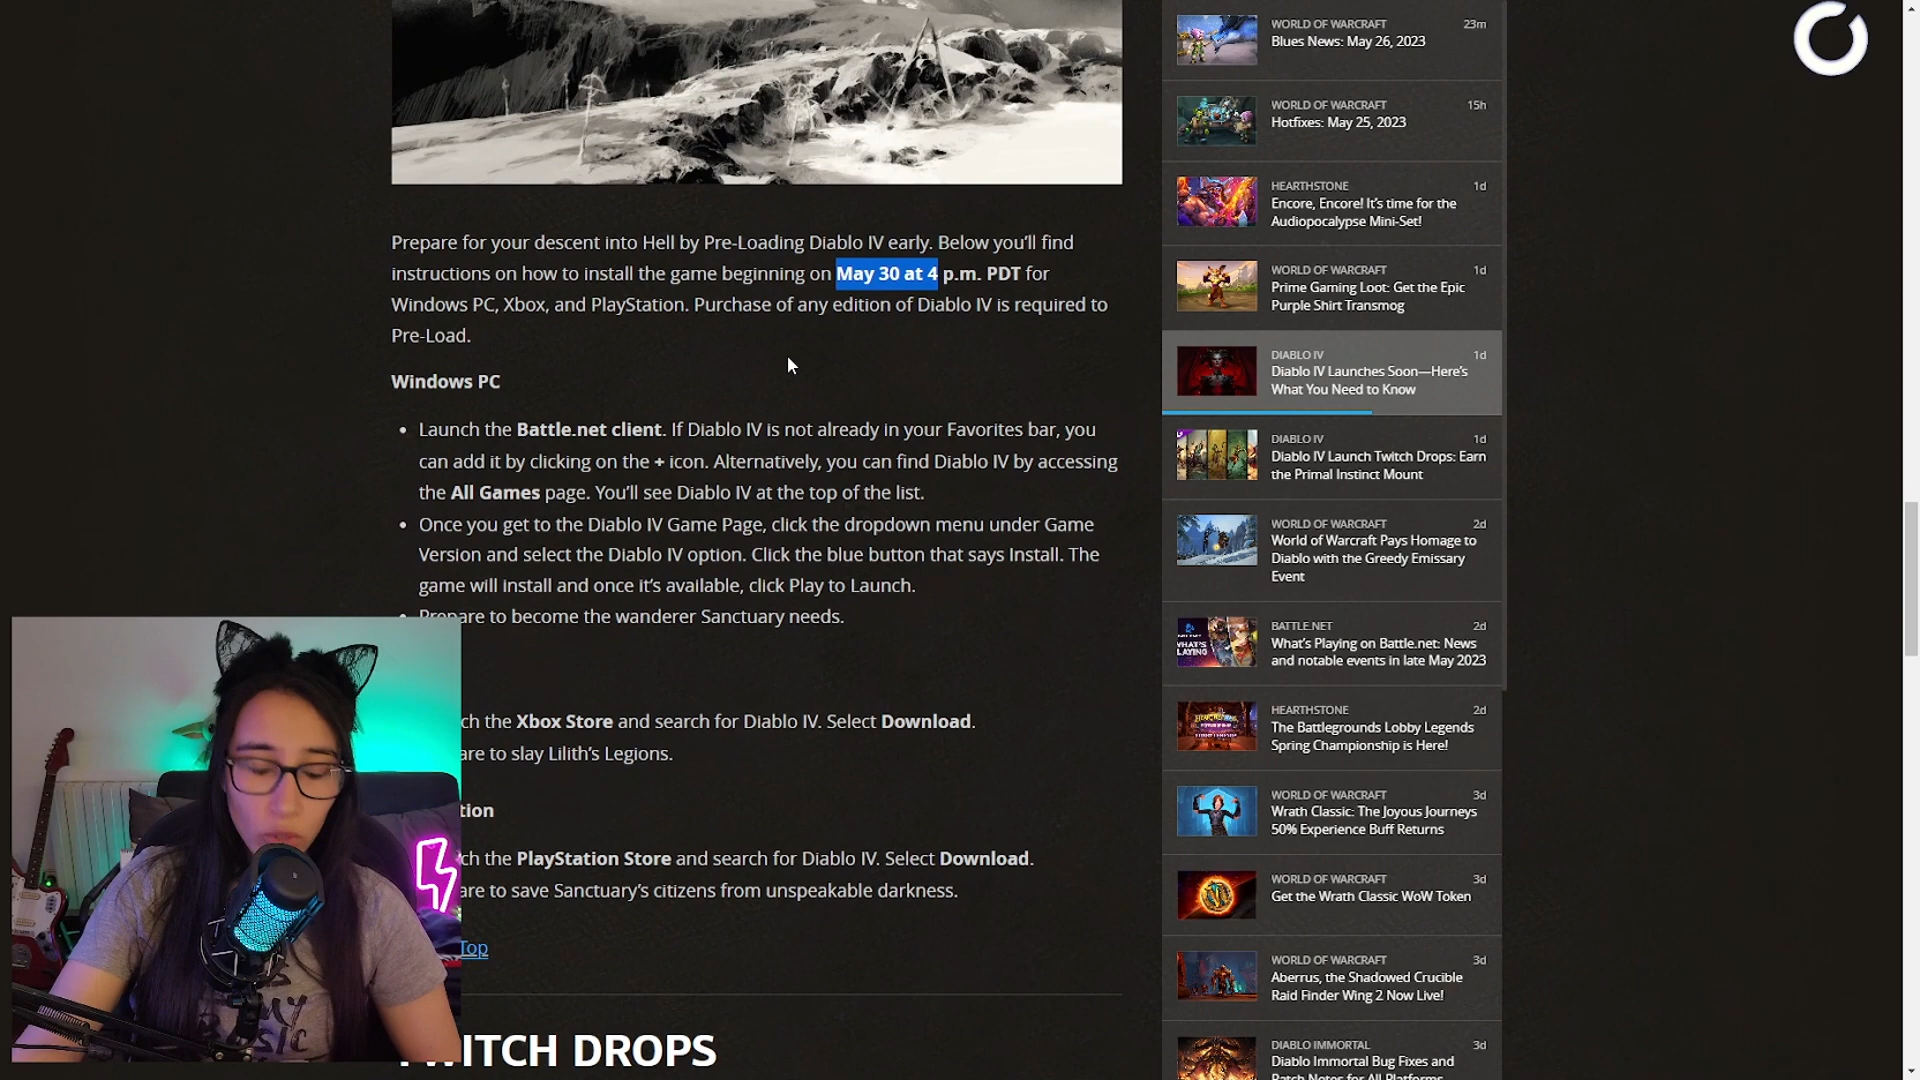 Prepare for your descent into Hell by Pre-Loading Diablo IV early. Below you'll find
instructions on how to install the game beginning on May 30 at 4 p.m. PDT for
Windows PC, Xbox, and PlayStation. Purchase of any edition of Diablo IV is required to
Pre-Load.
Windows PC
• Launch the Battle.net client. If Diablo IV is not already in your Favorites bar, you
can add it by clicking on the + icon. Alternatively, you can find Diablo IV by accessing
the All Games page. You'll see Diablo IV at the top of the list.
• Once you get to the Diablo IV Game Page, click the dropdown menu under Game
Version and select the Diablo IV option. Click the blue button that says Install. The
game will install and once it's available, click Play to Launch.
• Prepare to become the wanderer Sanctuary needs.
ch the Xbox Store and search for Diablo IV. Select Download.
are to slay Lilith's Legions.
tion
ch the PlayStation Store and search for Diablo IV. Select Download.
are to save Sanctuary's citizens from unspeakable darkness.
Top
TWITCH DROPS
WORLD OF WARCRAFT 23m
Blues News: May 26, 2023
WORLD OF WARCRAFT 15h
Hotfixes: May 25, 2023
HEARTHSTONE 1d
Encore, Encore! It's time for the
Audiopocalypse Mini-Set!
WORLD OF WARCRAFT 1d
Prime Gaming Loot: Get the Epic
Purple Shirt Transmog
DIABLO IV 1d
Diablo IV Launches Soon—Here's
What You Need to Know
DIABLO IV 1d
Diablo IV Launch Twitch Drops: Earn
the Primal Instinct Mount
WORLD OF WARCRAFT 2d
World of Warcraft Pays Homage to
Diablo with the Greedy Emissary
Event
BATTLE.NET 2d
What's Playing on Battle.net: News
and notable events in late May 2023
HEARTHSTONE 2d
The Battlegrounds Lobby Legends
Spring Championship is Here!
WORLD OF WARCRAFT 3d
Wrath Classic: The Joyous Journeys
50% Experience Buff Returns
WORLD OF WARCRAFT 3d
Get the Wrath Classic WoW Token
WORLD OF WARCRAFT 3d
Aberrus, the Shadowed Crucible
Raid Finder Wing 2 Now Live!
DIABLO IMMORTAL 3d
Diablo Immortal Bug Fixes and
Patch Notes for All Platforms